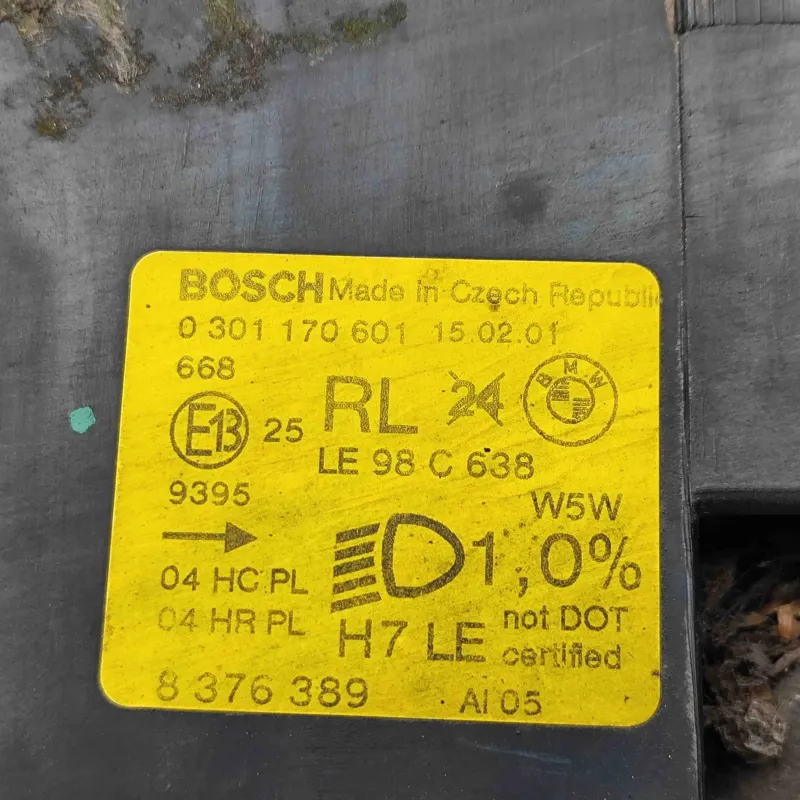 BOSCH Made in Czech Republic
0 301 170 601 15.02.01
668
RL 24 BMW
E13 25
LE 98 C 638
9395
W5W
1,0%
04 HC PL
04 HR PL
H7 LE not DOT
certified
8 376 389 AI 05